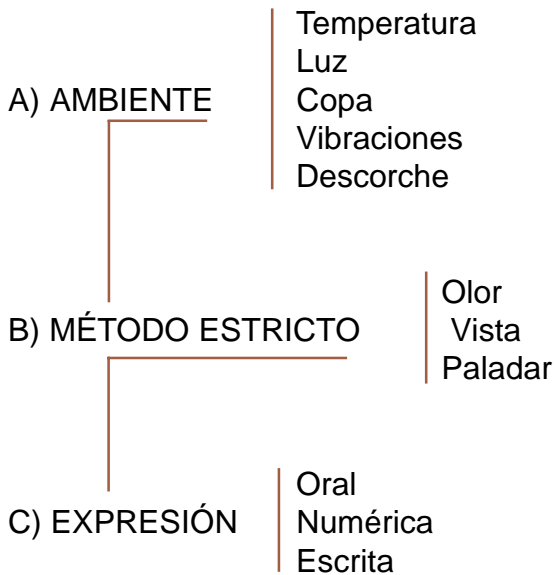 A) AMBIENTE
Temperatura
Luz
Copa
Vibraciones
Descorche
B) MÉTODO ESTRICTO
Olor
Vista
Paladar
C) EXPRESIÓN
Oral
Numérica
Escrita